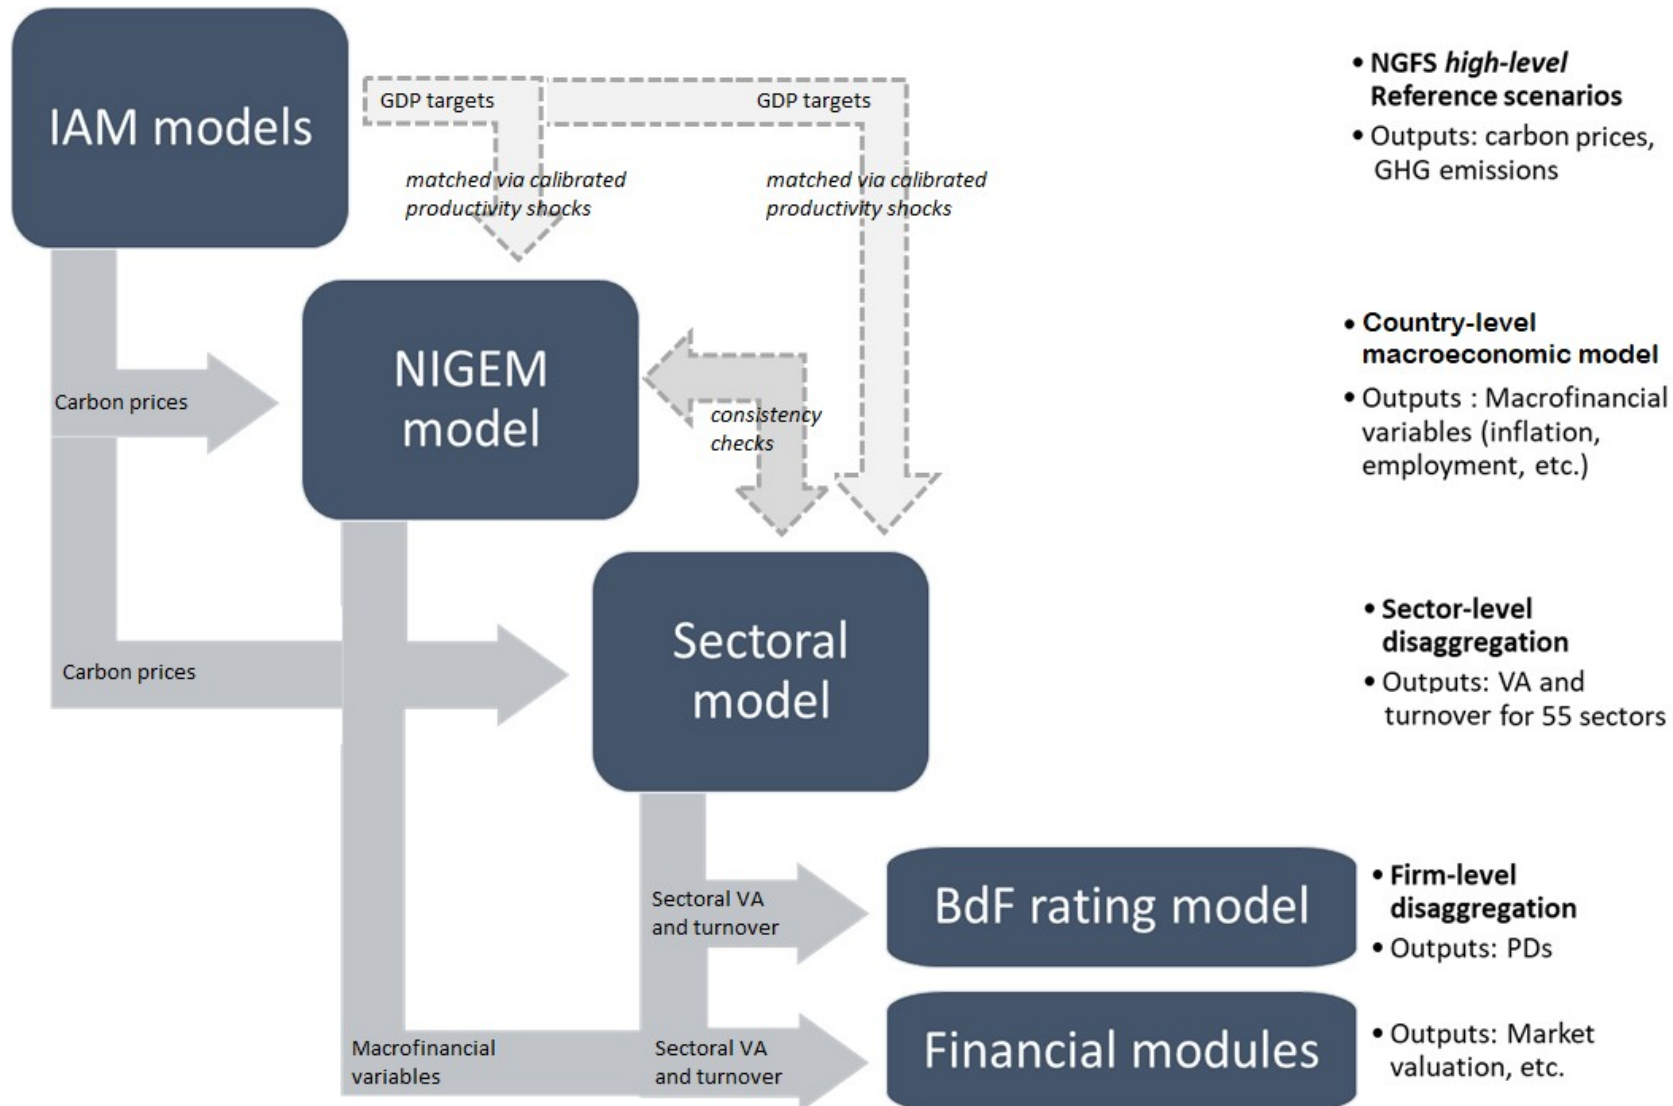 IAM models
GDP targets
GDP targets
matched via calibrated
productivity shocks
matched via calibrated
productivity shocks
• NGFS high-level
Reference scenarios
• Outputs: carbon prices,
GHG emissions
Carbon prices
NIGEM
model
consistency
checks
• Country-level
macroeconomic model
• Outputs : Macrofinancial
variables (inflation,
employment, etc.)
Carbon prices
Sectoral
model
• Sector-level
disaggregation
• Outputs: VA and
turnover for 55 sectors
Sectoral VA
and turnover
BdF rating model
• Firm-level
disaggregation
• Outputs: PDs
Macrofinancial
variables
Sectoral VA
and turnover
Financial modules
• Outputs: Market
valuation, etc.